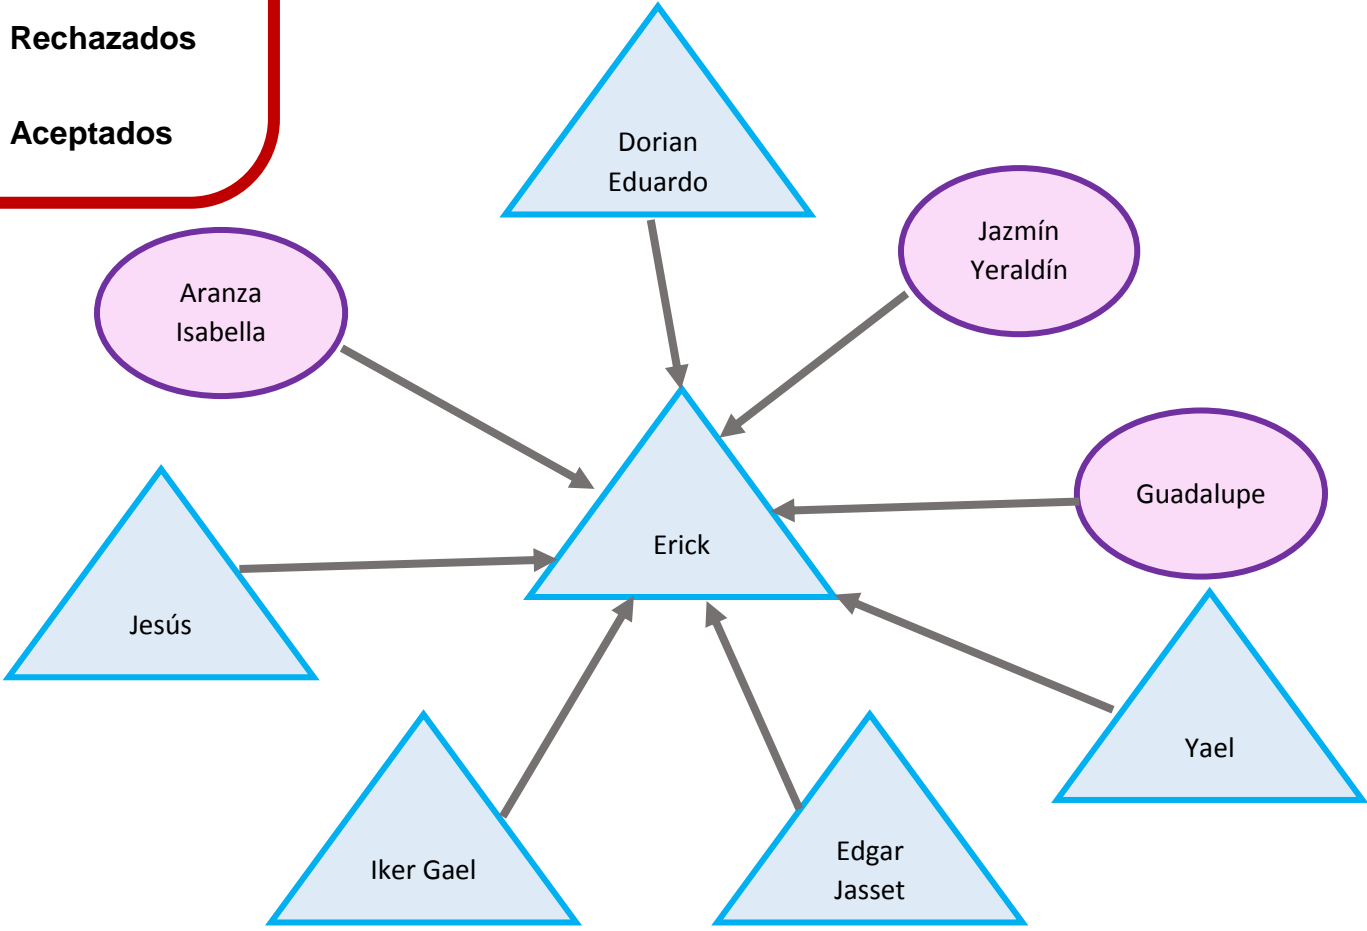 Rechazados
Aceptados
Dorian
Eduardo
Jazmín
Yeraldín
Aranza
Isabella
Guadalupe
Erick
Jesús
Yael
Iker Gael
Edgar
Jasset